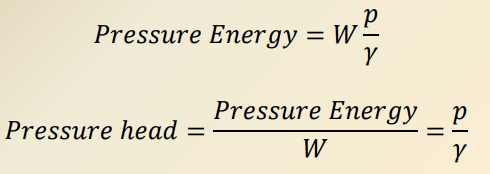 Pressure Energy = W p/γ
Pressure head = Pressure Energy/W = p/γ